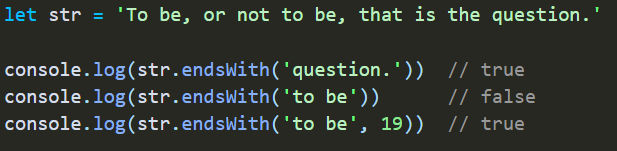 let str = 'To be, or not to be, that is the question.'
console.log(str.endsWith('question.'))  // true
console.log(str.endsWith('to be'))      // false
console.log(str.endsWith('to be', 19))  // true